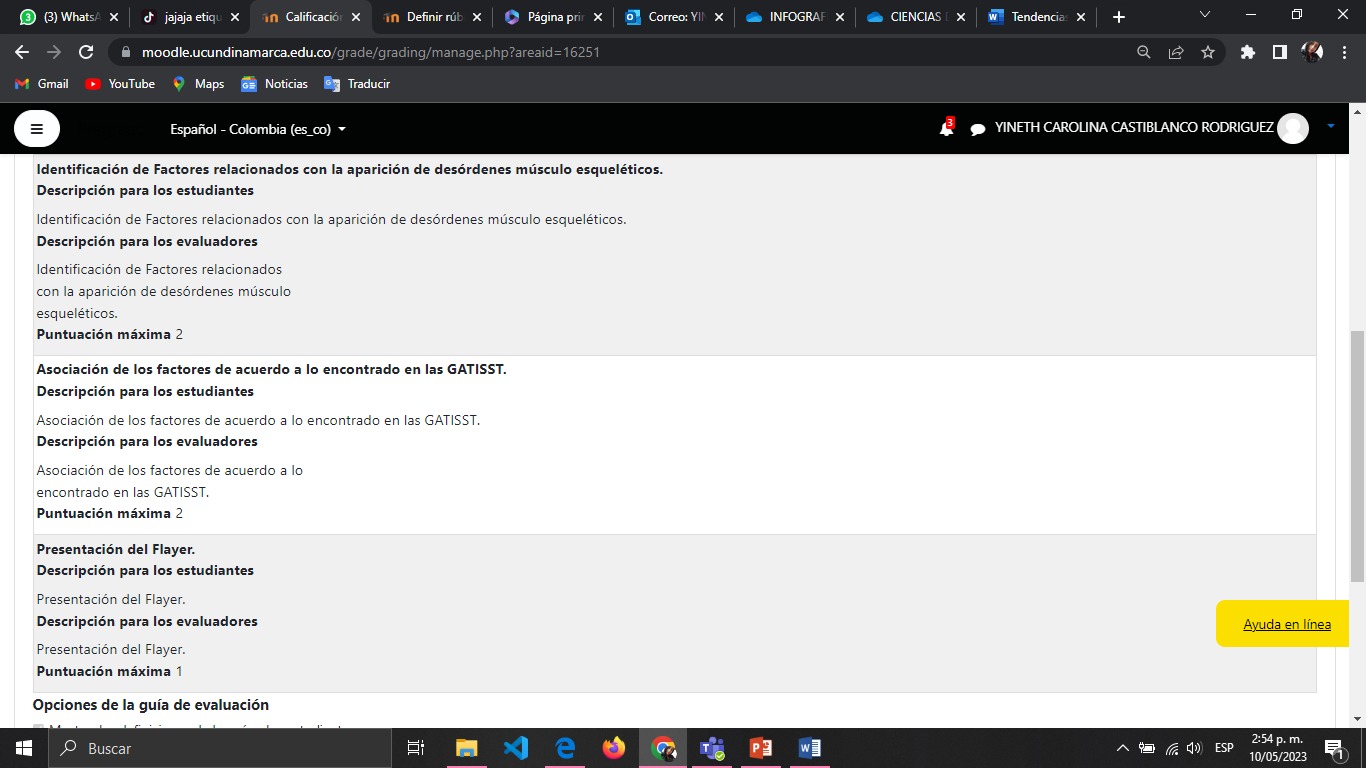 (3) WhatsA
jajaja etiqu
Calificación
Definir rúb
Página prin
Correo: YIN
INFOGRAF
CIENCIAS
Tendencias
moodle.ucundinamarca.edu.co/grade/grading/manage.php?areaid=16251
Gmail
YouTube
Maps
Noticias
Traducir
Español - Colombia (es_co)
3
YINETH CAROLINA CASTIBLANCO RODRIGUEZ
Identificación de Factores relacionados con la aparición de desórdenes músculo esqueléticos.
Descripción para los estudiantes
Identificación de Factores relacionados con la aparición de desórdenes músculo esqueléticos.
Descripción para los evaluadores
Identificación de Factores relacionados
con la aparición de desórdenes músculo
esqueléticos.
Puntuación máxima 2
Asociación de los factores de acuerdo a lo encontrado en las GATISST.
Descripción para los estudiantes
Asociación de los factores de acuerdo a lo encontrado en las GATISST.
Descripción para los evaluadores
Asociación de los factores de acuerdo a lo
encontrado en las GATISST.
Puntuación máxima 2
Presentación del Flayer.
Descripción para los estudiantes
Presentación del Flayer.
Descripción para los evaluadores
Presentación del Flayer.
Puntuación máxima 1
Ayuda en línea
Opciones de la guía de evaluación
Buscar
ESP
2:54 p. m.
10/05/2023
1